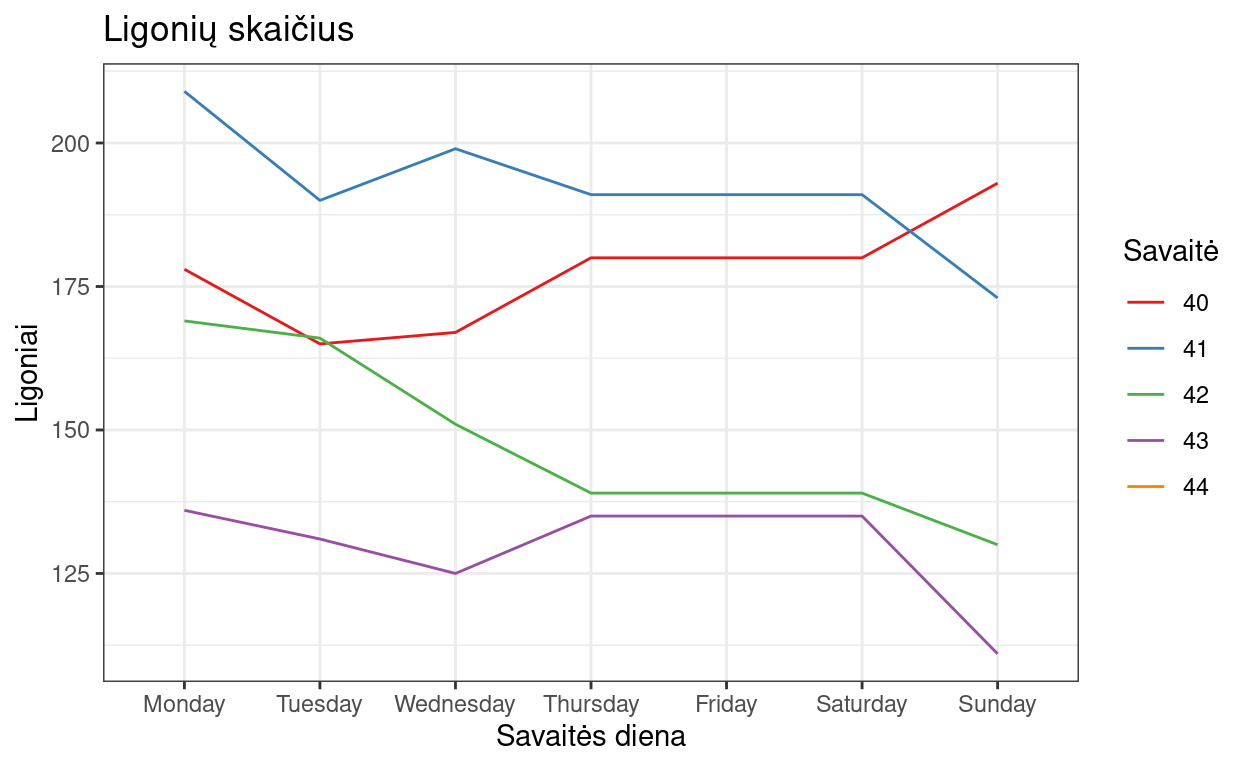 Ligonių skaičius
Ligoniai
200
175
150
125
Monday Tuesday Wednesday Thursday Friday Saturday Sunday
Savaitės diena
Savaitė
40
41
42
43
44